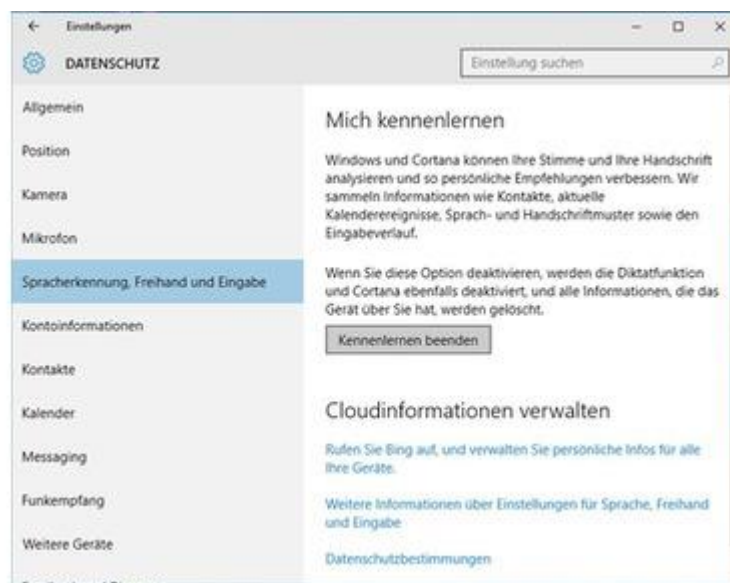 Einstellungen
DATENSCHUTZ
Einstellung suchen
Allgemein
Position
Kamera
Mikrofon
Spracherkennung, Freihand und Eingabe
Kontoinformationen
Kontakte
Kalender
Messaging
Funkempfang
Weitere Geräte
Mich kennenlernen
Windows und Cortana können Ihre Stimme und Ihre Handschrift
analysieren und so persönliche Empfehlungen verbessern. Wir
sammeln Informationen wie Kontakte, aktuelle
Kalenderereignisse, Sprach- und Handschriftmuster sowie den
Eingabeverlauf.
Wenn Sie diese Option deaktivieren, werden die Diktatfunktion
und Cortana ebenfalls deaktiviert, und alle Informationen, die das
Gerät über Sie hat, werden gelöscht.
Kennenlernen beenden
Cloudinformationen verwalten
Rufen Sie Bing auf, und verwalten Sie persönliche Infos für alle
Ihre Geräte.
Weitere Informationen über Einstellungen für Sprache, Freihand
und Eingabe
Datenschutzbestimmungen